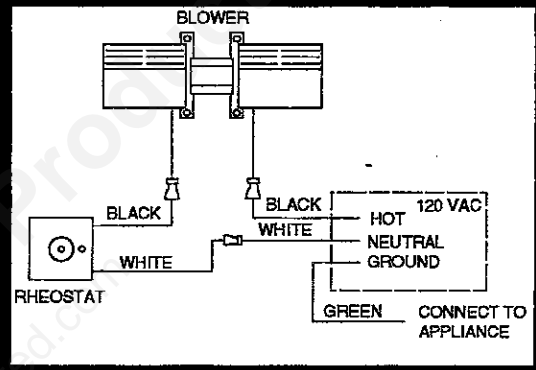 BLOWER
BLACK
BLACK
120 VAC
HOT
WHITE
NEUTRAL
WHITE
GROUND
RHEOSTAT
GREEN
CONNECT TO
APPLIANCE